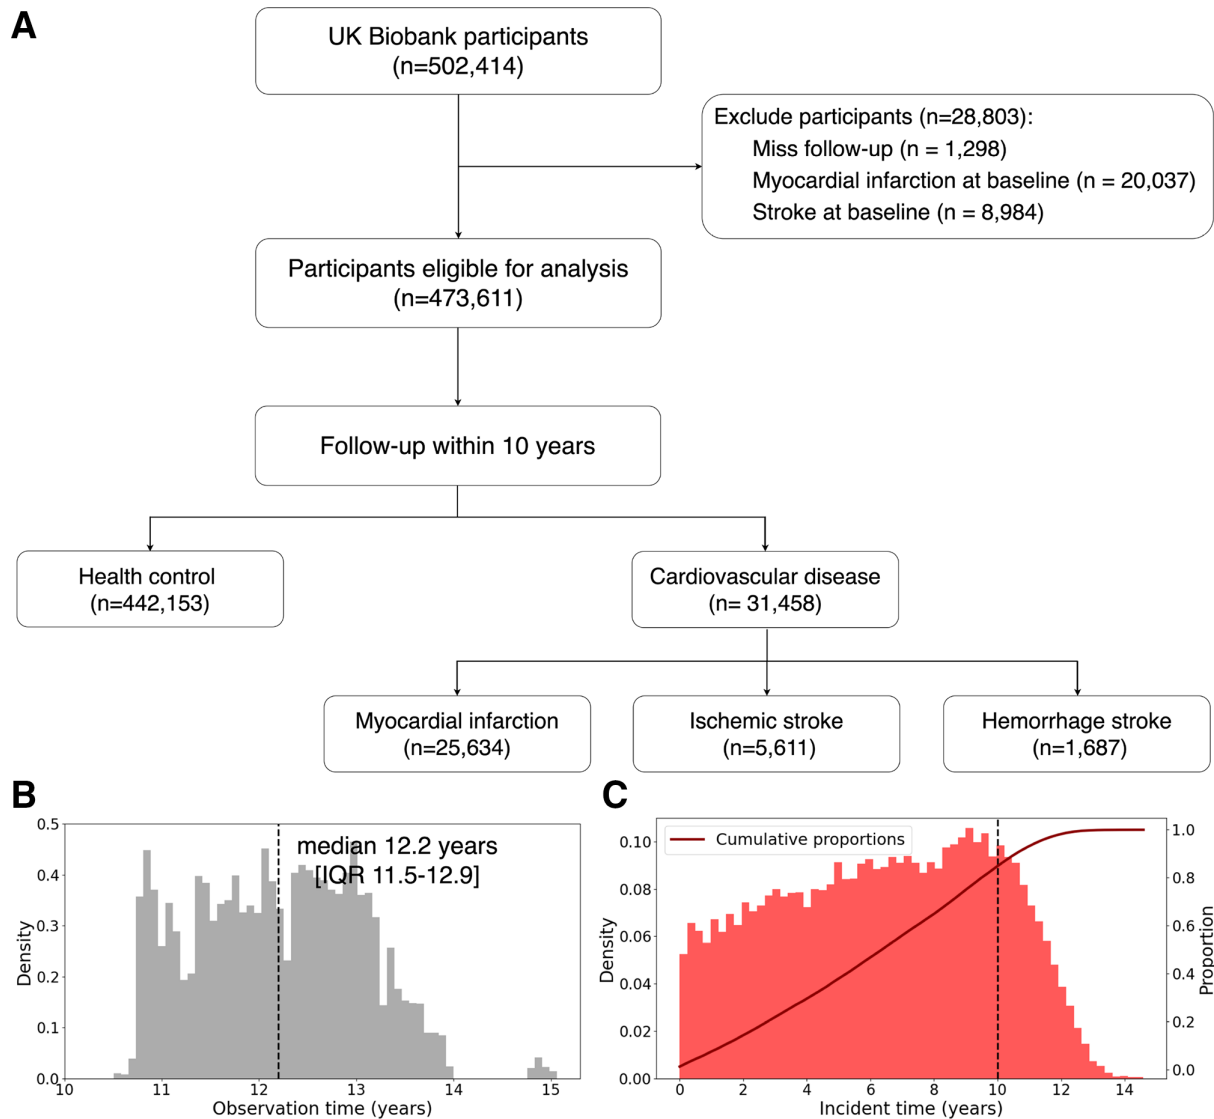 A
UK Biobank participants
(n=502,414)
Exclude participants (n=28,803):
Miss follow-up (n = 1,298)
Myocardial infarction at baseline (n = 20,037)
Stroke at baseline (n = 8,984)
Participants eligible for analysis
(n=473,611)
Follow-up within 10 years
Health control
(n=442,153)
Cardiovascular disease
(n= 31,458)
Myocardial infarction
(n=25,634)
Ischemic stroke
(n=5,611)
Hemorrhage stroke
(n=1,687)
B
median 12.2 years
[IQR 11.5-12.9]
Density
0.5
0.4
0.3
0.2
0.1
0.0
10 11 12 13 14 15
Observation time (years)
C
Cumulative proportions
Density
0.10
0.08
0.06
0.04
0.02
0.00
0 2 4 6 8 10 12 14
Incident time (years)
1.0
0.8
0.6
0.4
0.2
0.0
Proportion